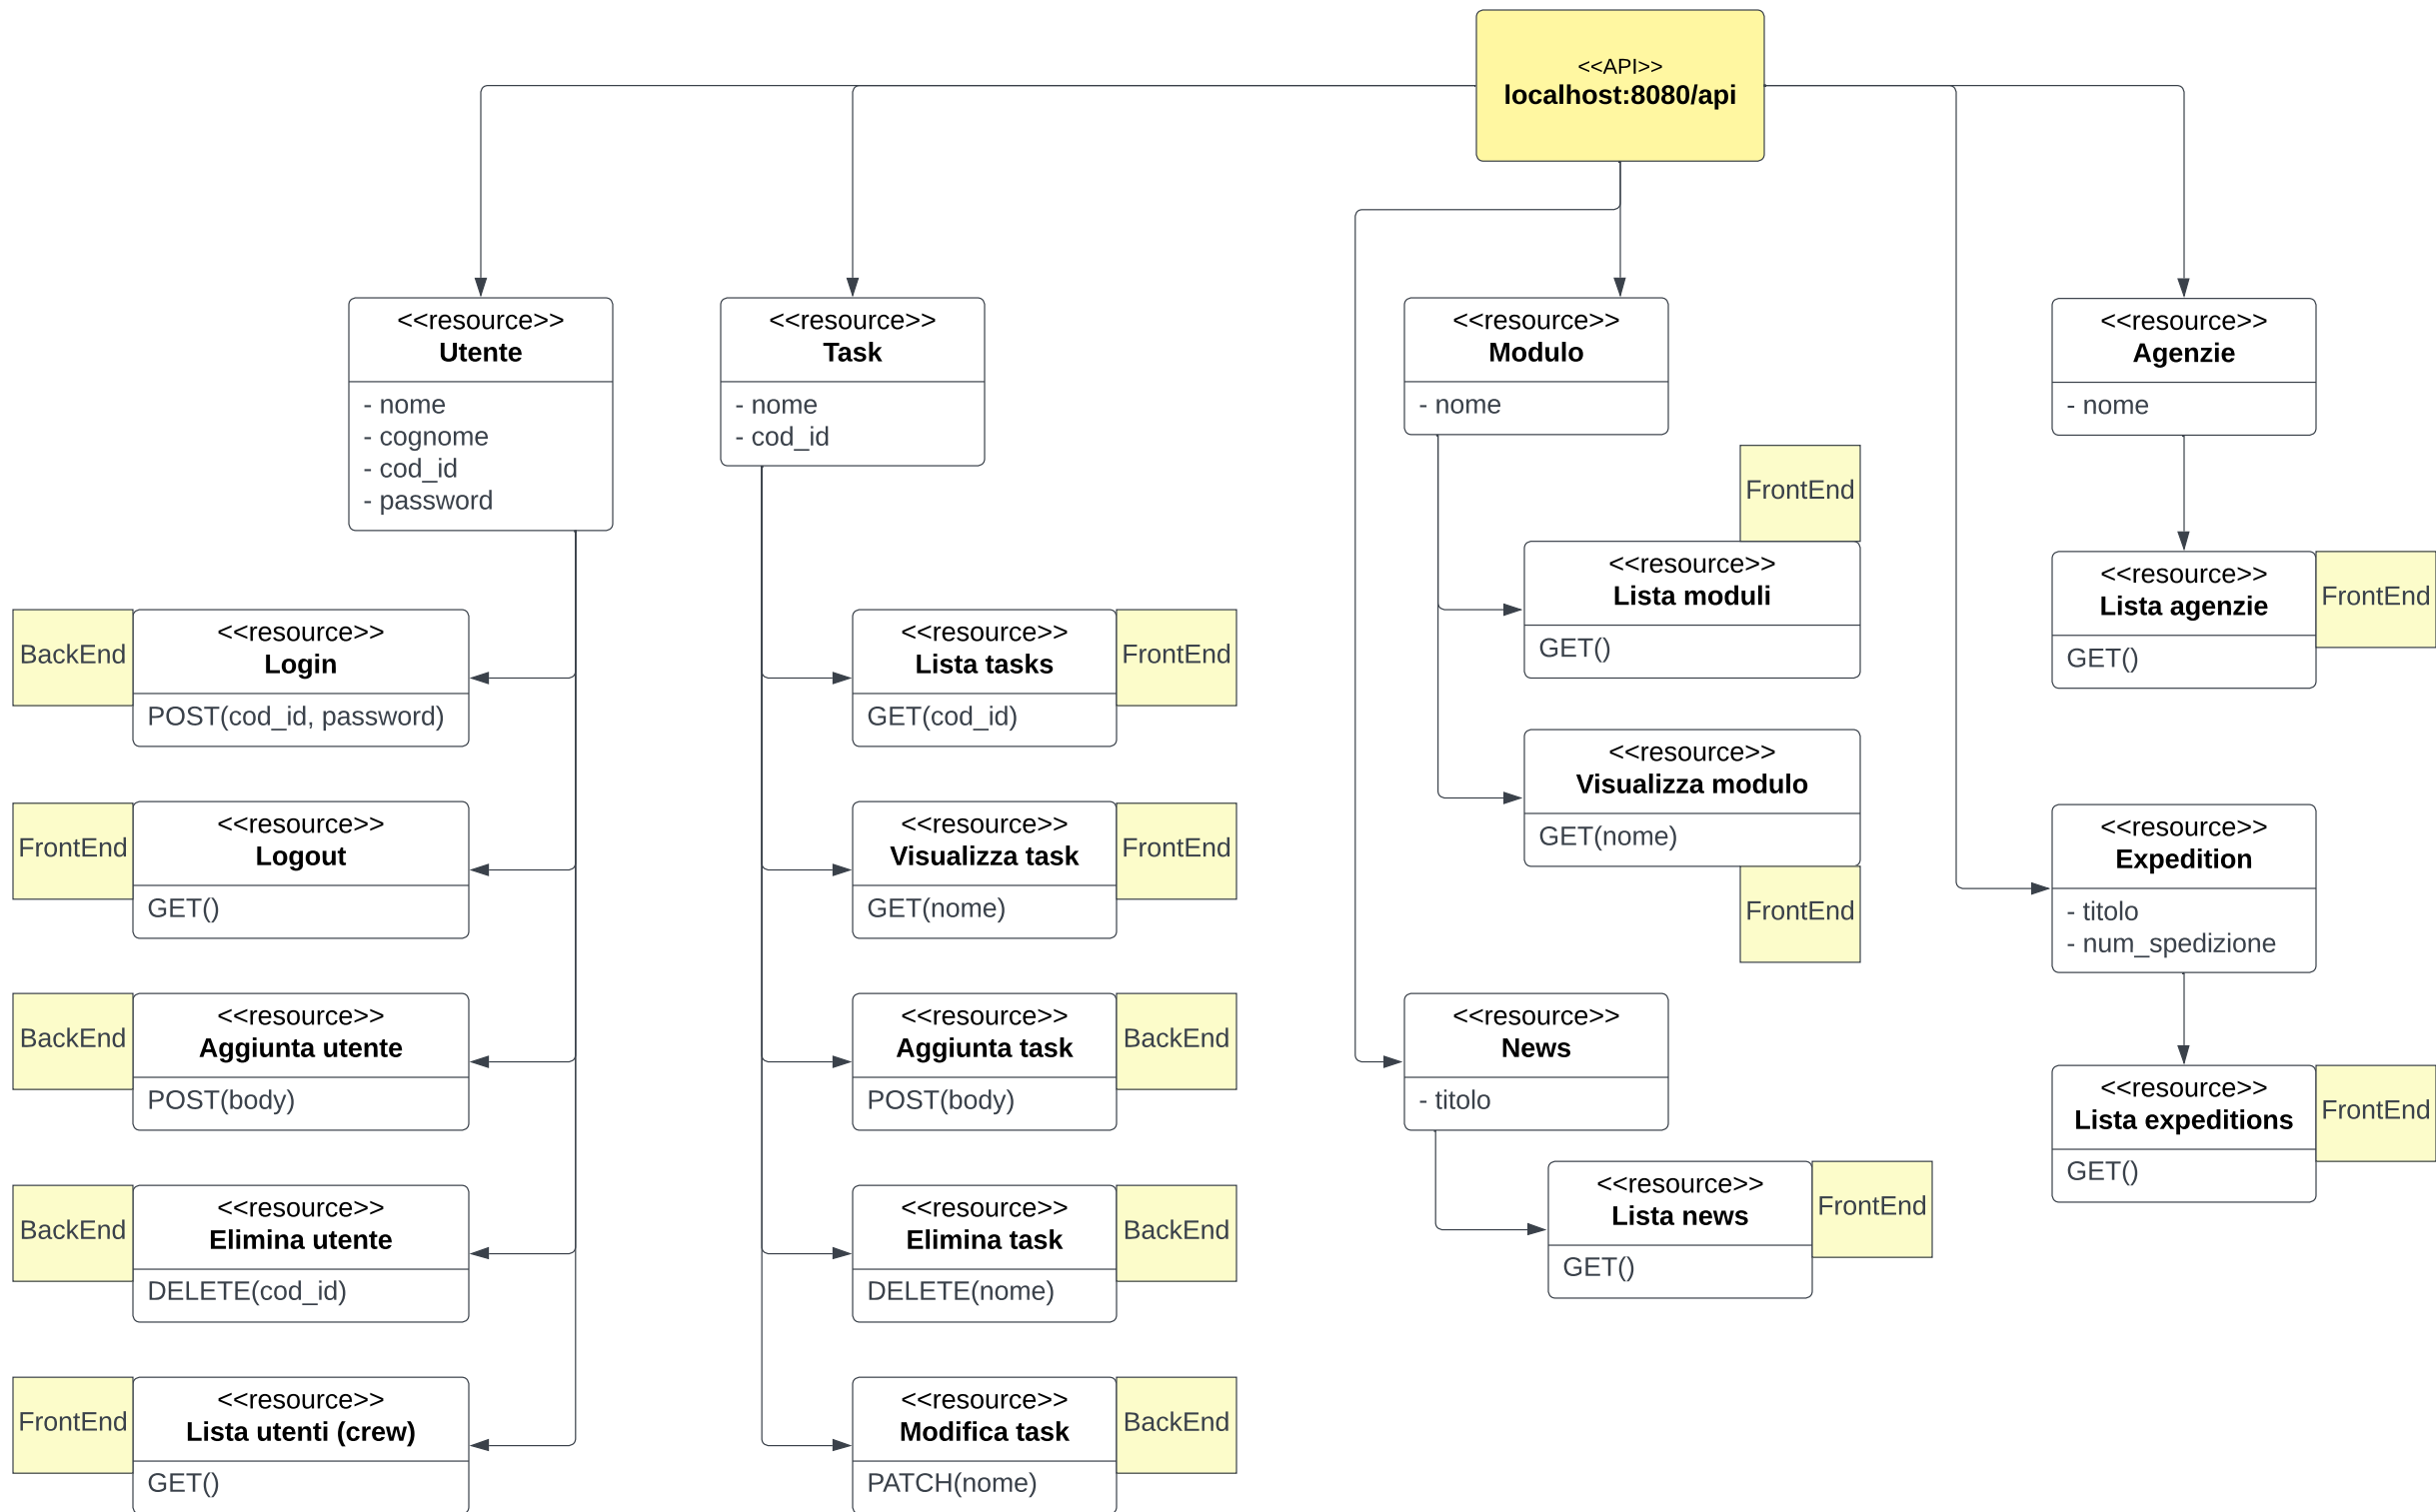 <<API>>
localhost:8080/api
<<resource>>
Utente
- nome
- cognome
- cod_id
- password
<<resource>>
Task
- nome
- cod_id
<<resource>>
Modulo
- nome
<<resource>>
Agenzie
- nome
BackEnd
<<resource>>
Login
POST(cod_id, password)
FrontEnd
<<resource>>
Logout
GET()
BackEnd
<<resource>>
Aggiunta utente
POST(body)
BackEnd
<<resource>>
Elimina utente
DELETE(cod_id)
FrontEnd
<<resource>>
Lista utenti (crew)
GET()
<<resource>>
Lista tasks
GET(cod_id)
FrontEnd
<<resource>>
Visualizza task
GET(nome)
FrontEnd
<<resource>>
Aggiunta task
POST(body)
BackEnd
<<resource>>
Elimina task
DELETE(nome)
BackEnd
<<resource>>
Modifica task
PATCH(nome)
BackEnd
FrontEnd
<<resource>>
Lista moduli
GET()
<<resource>>
Visualizza modulo
GET(nome)
FrontEnd
<<resource>>
News
- titolo
<<resource>>
Lista news
GET()
FrontEnd
<<resource>>
Lista agenzie
GET()
FrontEnd
<<resource>>
Expedition
- titolo
- num_spedizione
<<resource>>
Lista expeditions
GET()
FrontEnd